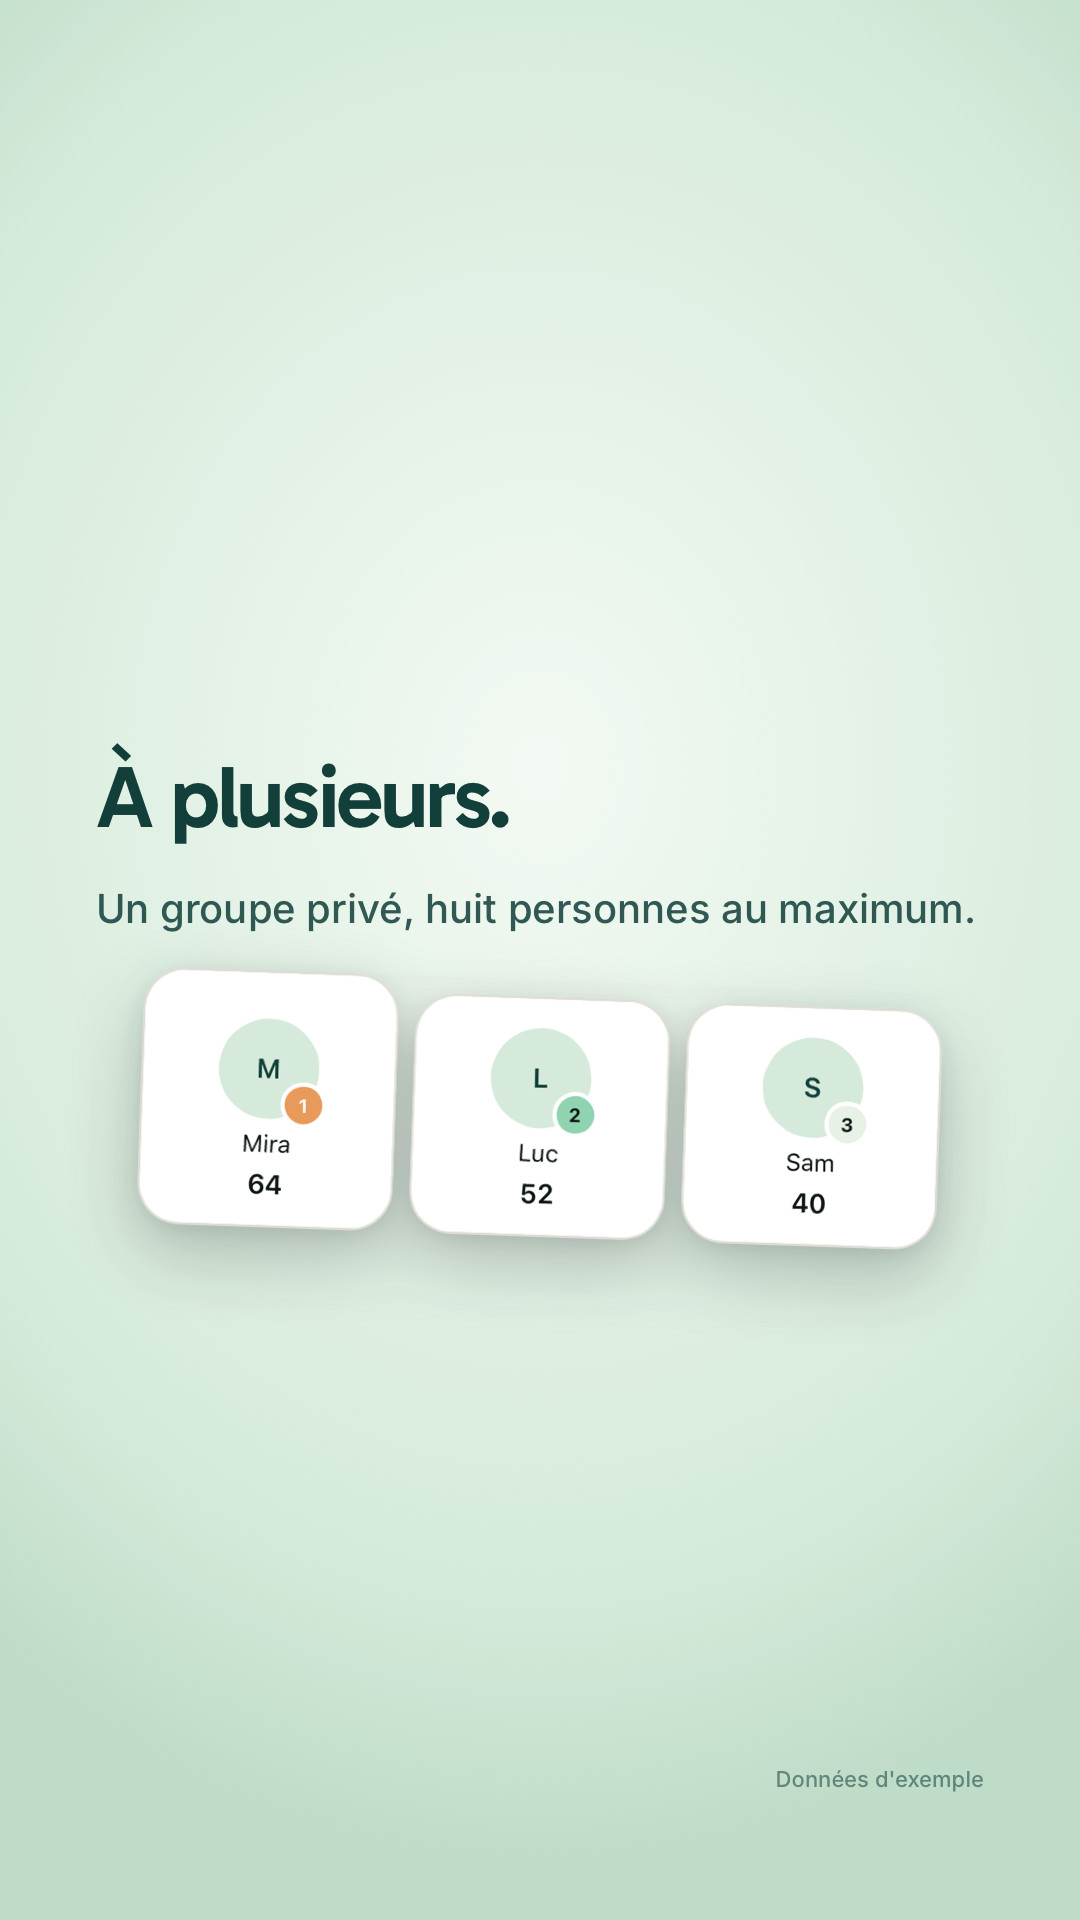 À plusieurs.
Un groupe privé, huit personnes au maximum.
M
1
Mira
64
L
2
Luc
52
S
3
Sam
40
Données d'exemple